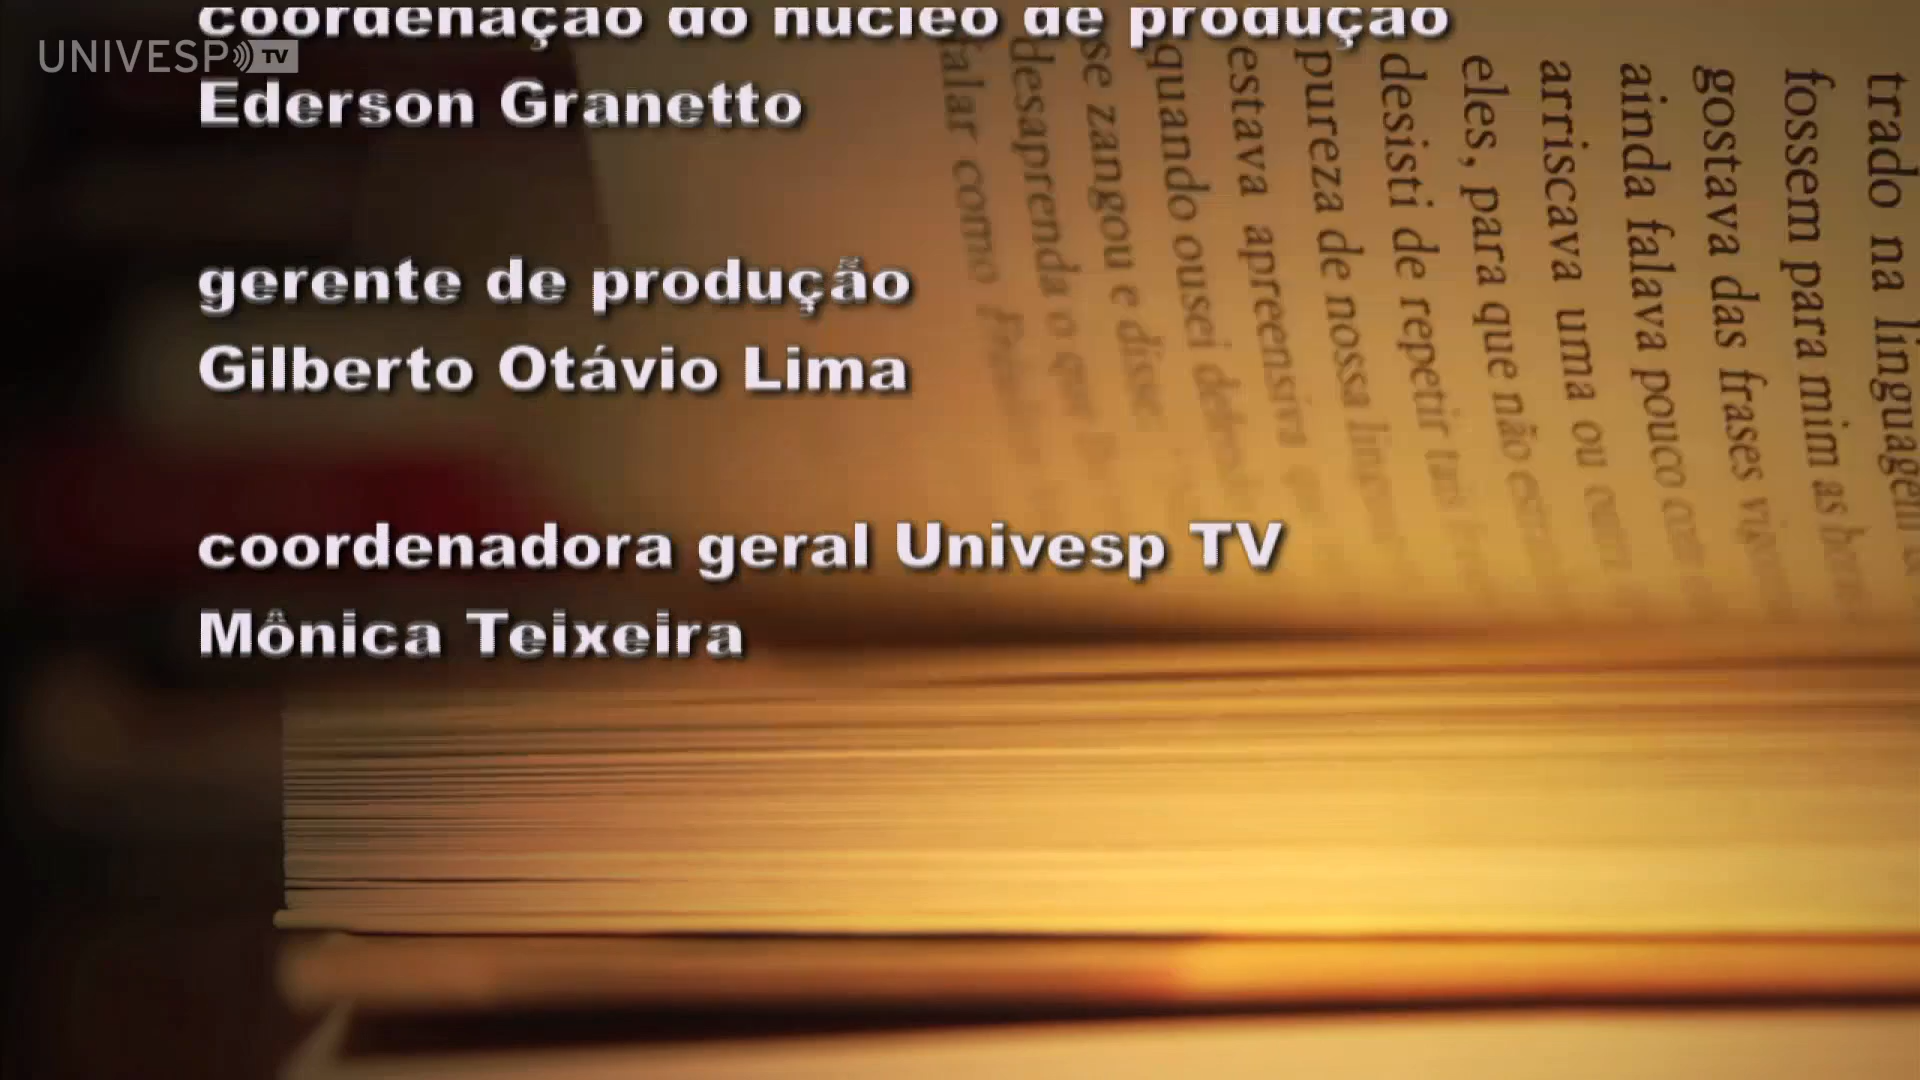 coordenação do núcleo de produção
UNIVESP TV
Ederson Granetto
gerente de produção
Gilberto Otávio Lima
coordenadora geral Univesp TV
Mônica Teixeira
trado na linguagem
fossem para mim as
gostava das frases
ainda falava pouco
arriscava uma ou
eles, para que não
desisti de repetir
pureza de nossa
estava apreensiva
quando ousei
se zangou e disse:
desaprenda o que
falar como